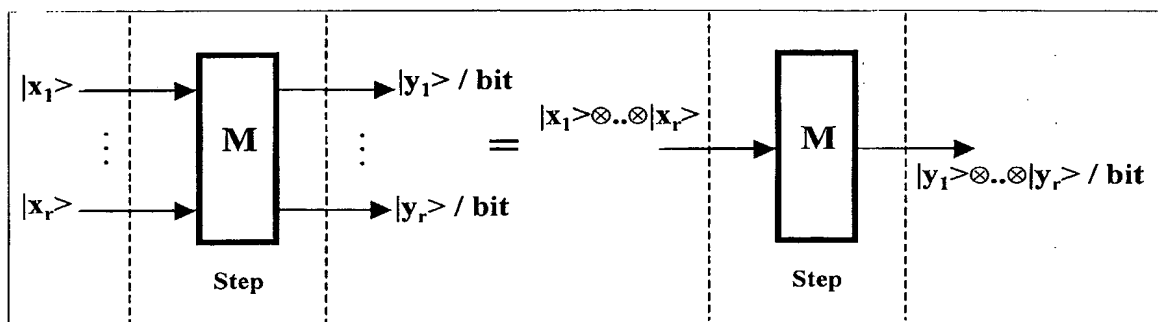 |x₁>
⋮
|xᵣ>
M
Step
|y₁> / bit
⋮
|yᵣ> / bit
=
|x₁>⊗..⊗|xᵣ>
M
Step
|y₁>⊗..⊗|yᵣ> / bit